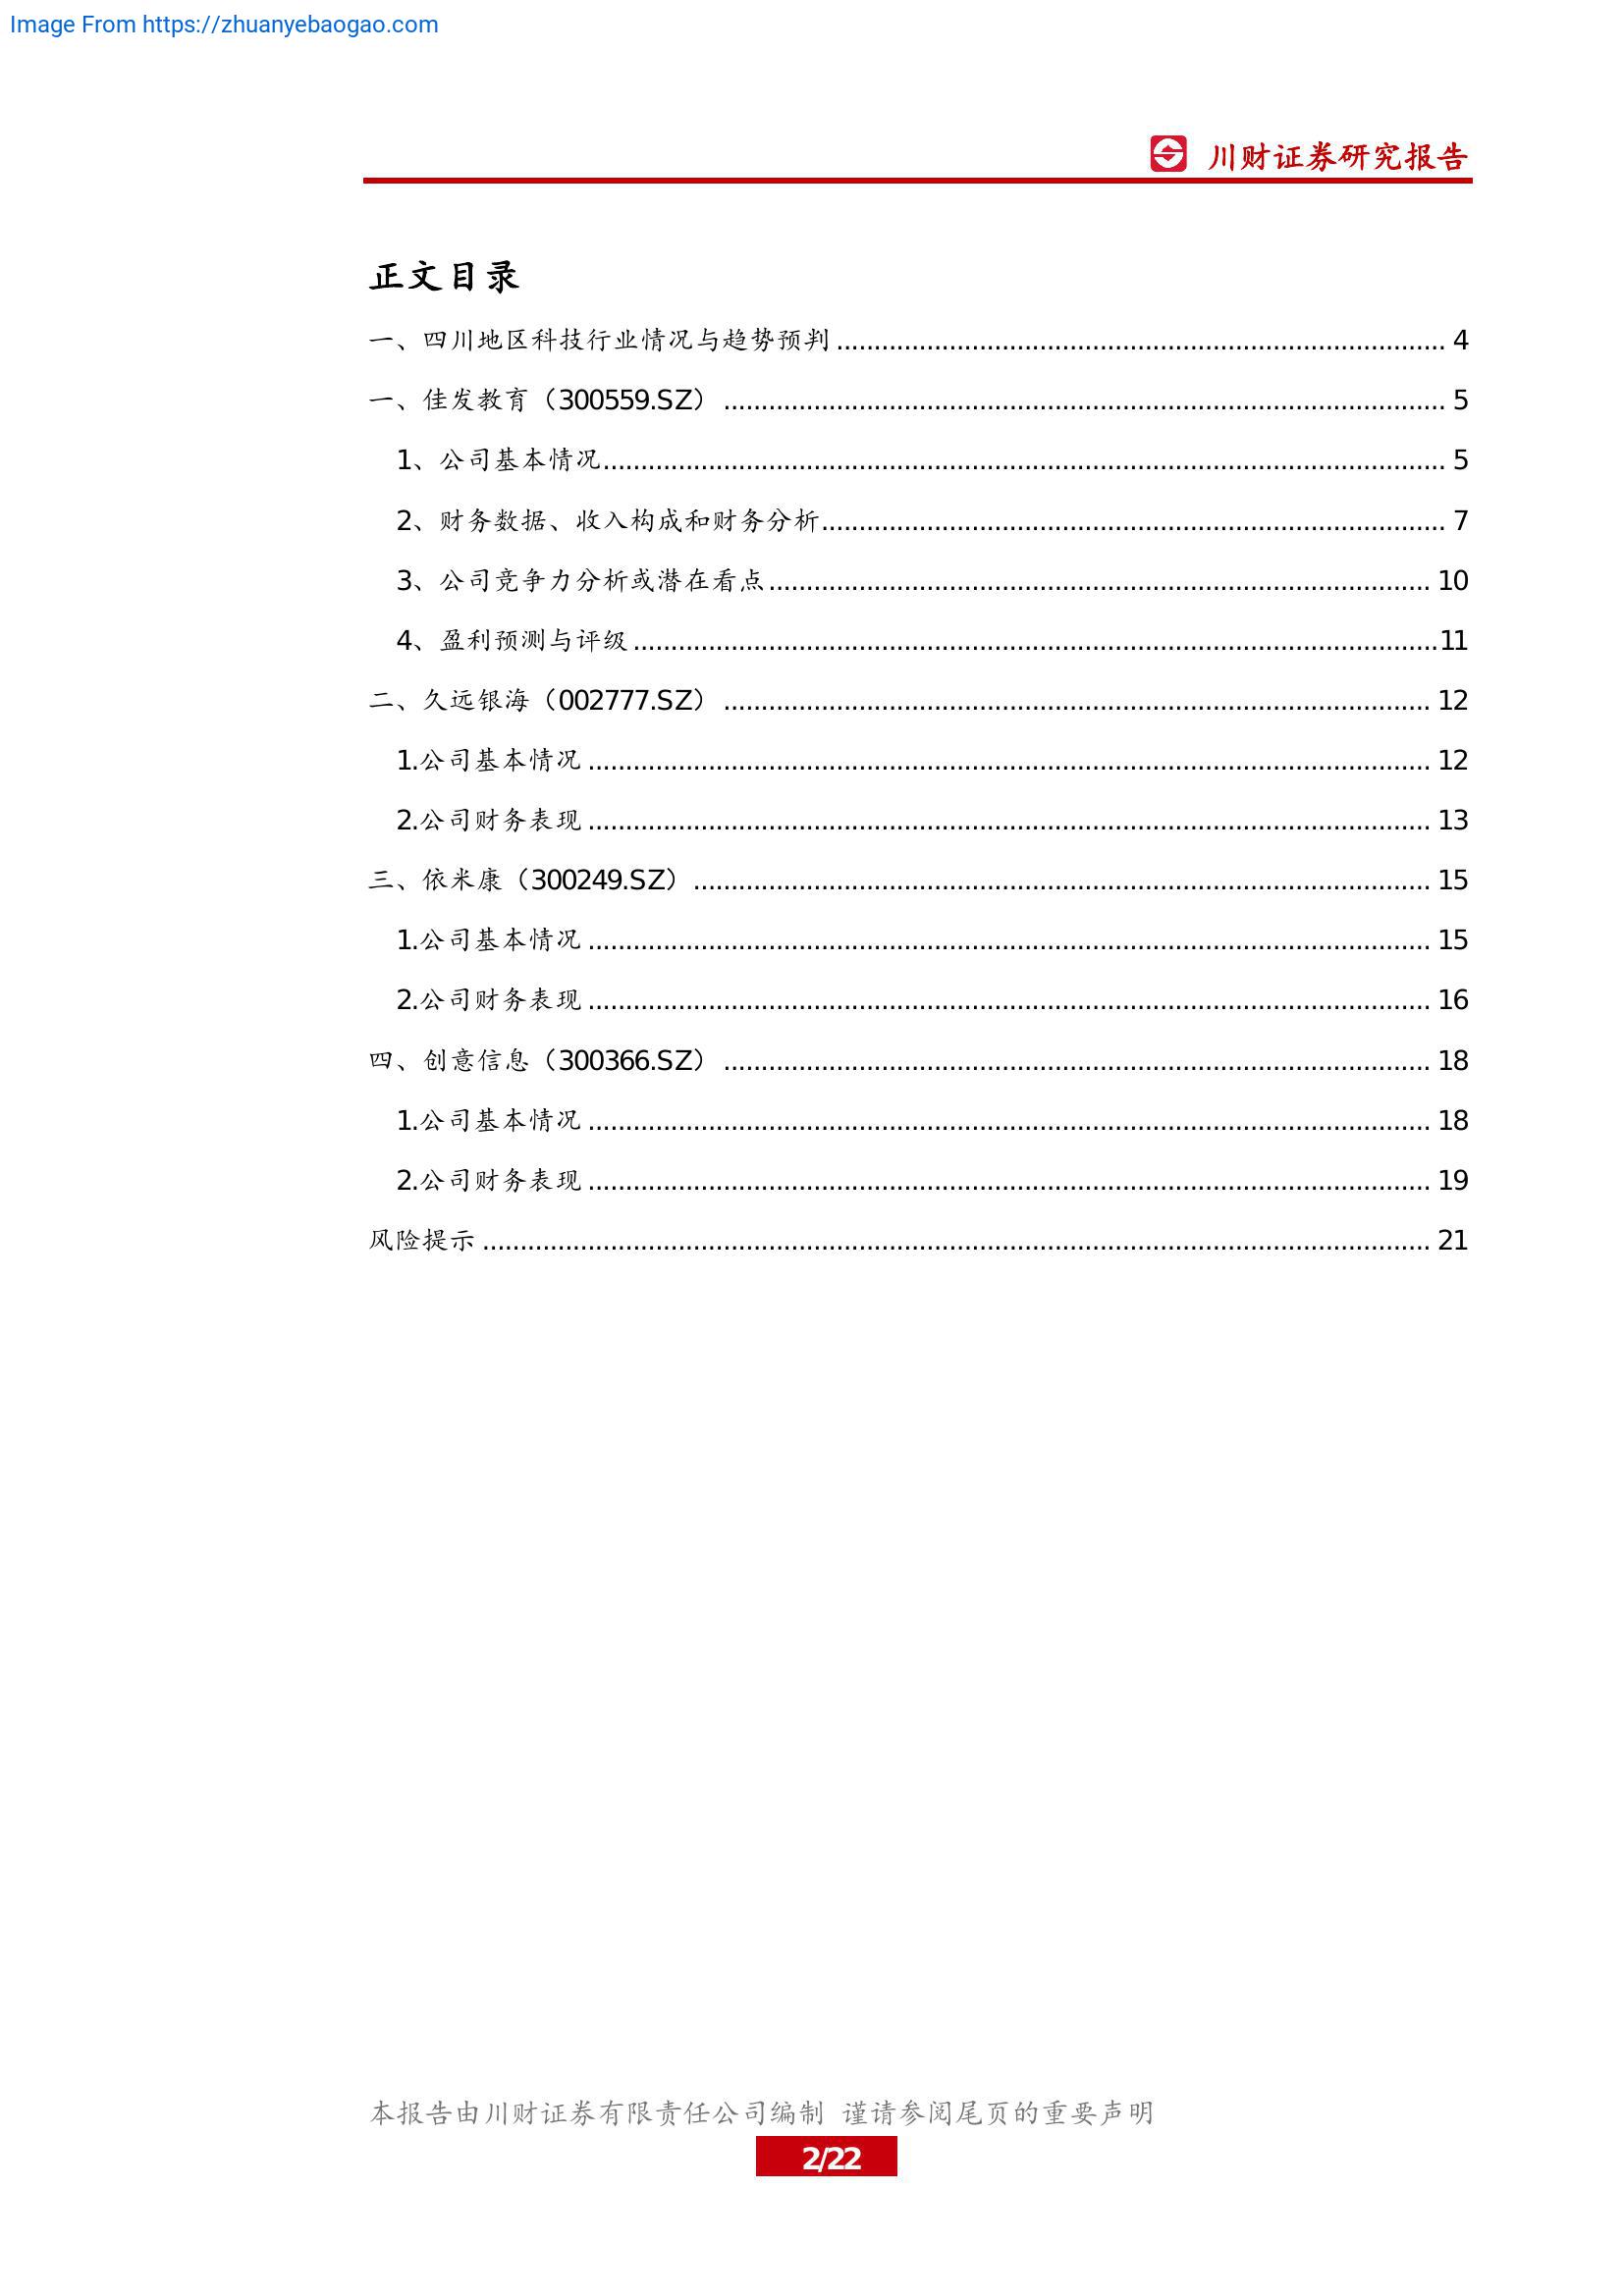 Image From https://zhuanyebaogao.com
川财证券研究报告
正文目录
一、四川地区科技行业情况与趋势预判 ................................................................................ 4
一、佳发教育（300559.SZ） ................................................................................ 5
1、公司基本情况................................................................................ 5
2、财务数据、收入构成和财务分析................................................................................ 7
3、公司竞争力分析或潜在看点................................................................................ 10
4、盈利预测与评级 ................................................................................11
二、久远银海（002777.SZ） ................................................................................ 12
1.公司基本情况 ................................................................................ 12
2.公司财务表现 ................................................................................ 13
三、依米康（300249.SZ） ................................................................................ 15
1.公司基本情况 ................................................................................ 15
2.公司财务表现 ................................................................................ 16
四、创意信息（300366.SZ） ................................................................................ 18
1.公司基本情况 ................................................................................ 18
2.公司财务表现 ................................................................................ 19
风险提示 ................................................................................ 21
本报告由川财证券有限责任公司编制 谨请参阅尾页的重要声明
2/22